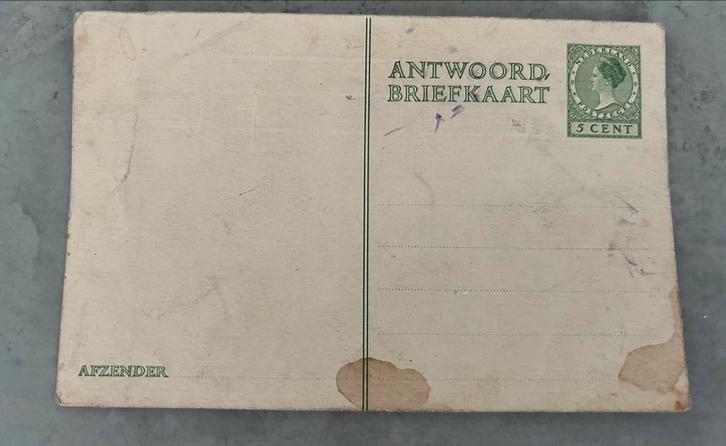 ANTWOORD,
BRIEFKAART
NEDERLAND
POSTZEGEL
5 CENT
AFZENDER